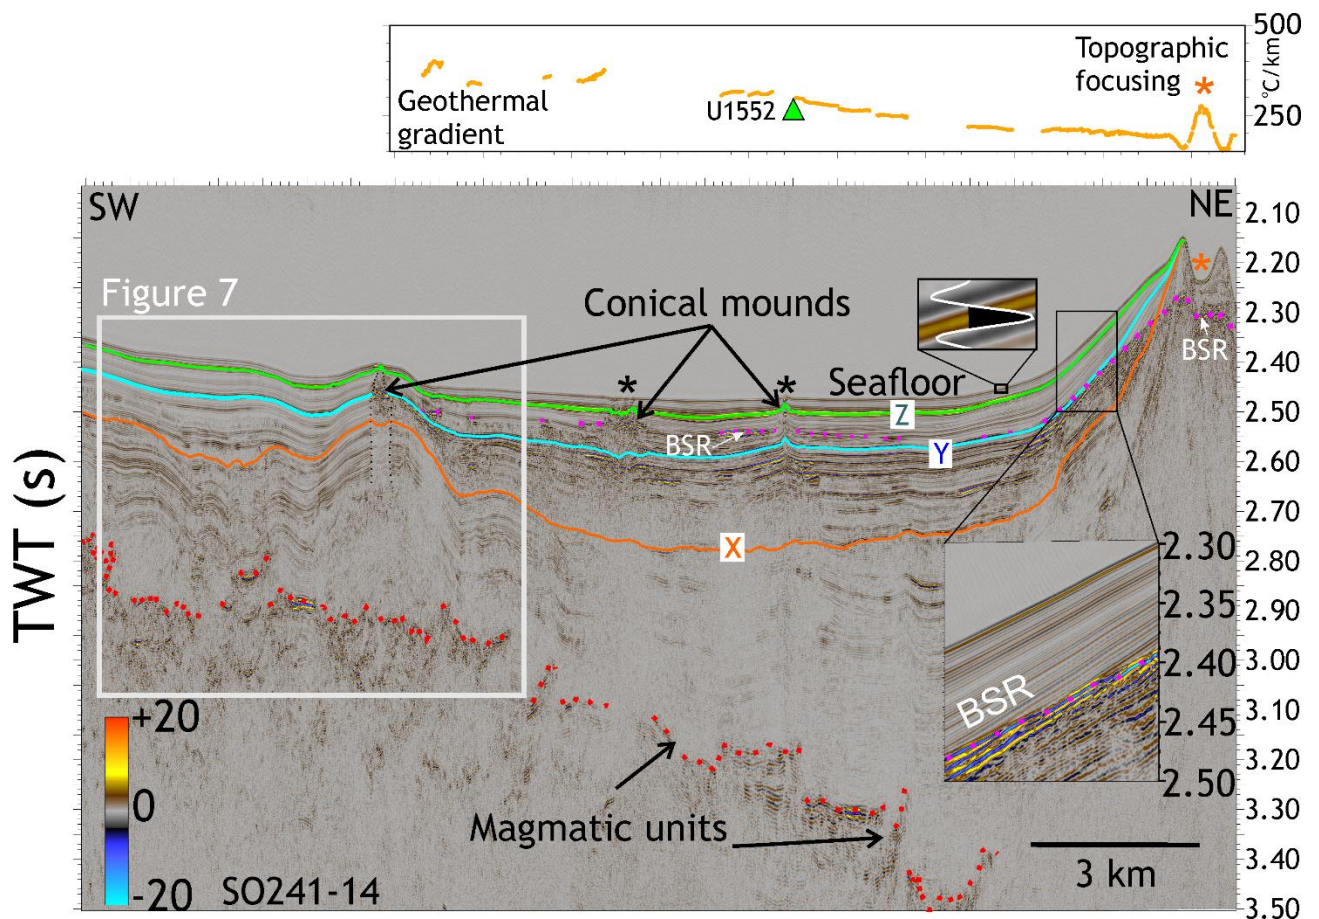 500
°C/km
250
Topographic
focusing
*
Geothermal
gradient
U1552
SW
NE
TWT (s)
2.10
2.20
2.30
2.40
2.50
2.60
2.70
2.80
2.90
3.00
3.10
3.20
3.30
3.40
3.50
Figure 7
Conical mounds
*
*
*
Seafloor
Z
BSR
BSR
Y
X
2.30
2.35
2.40
2.45
2.50
BSR
Magmatic units
+20
0
-20
SO241-14
3 km